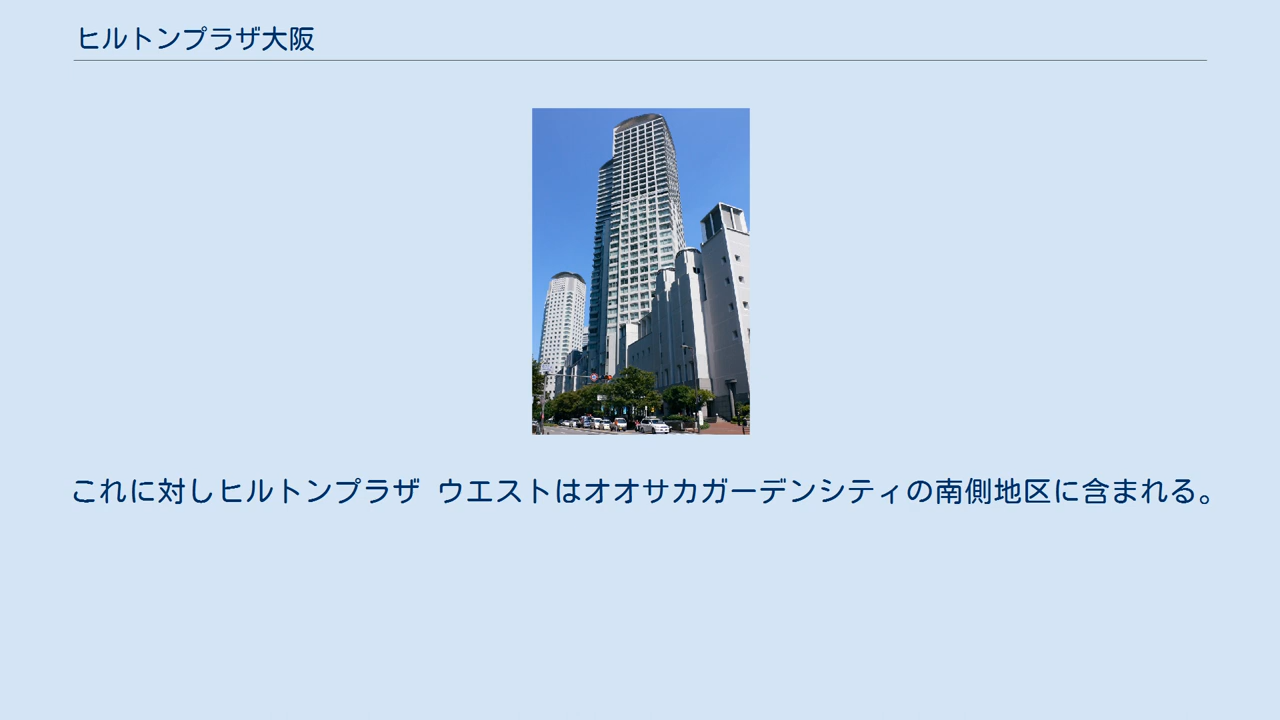 ヒルトンプラザ大阪
これに対しヒルトンプラザ ウエストはオオサカガーデンシティの南側地区に含まれる。